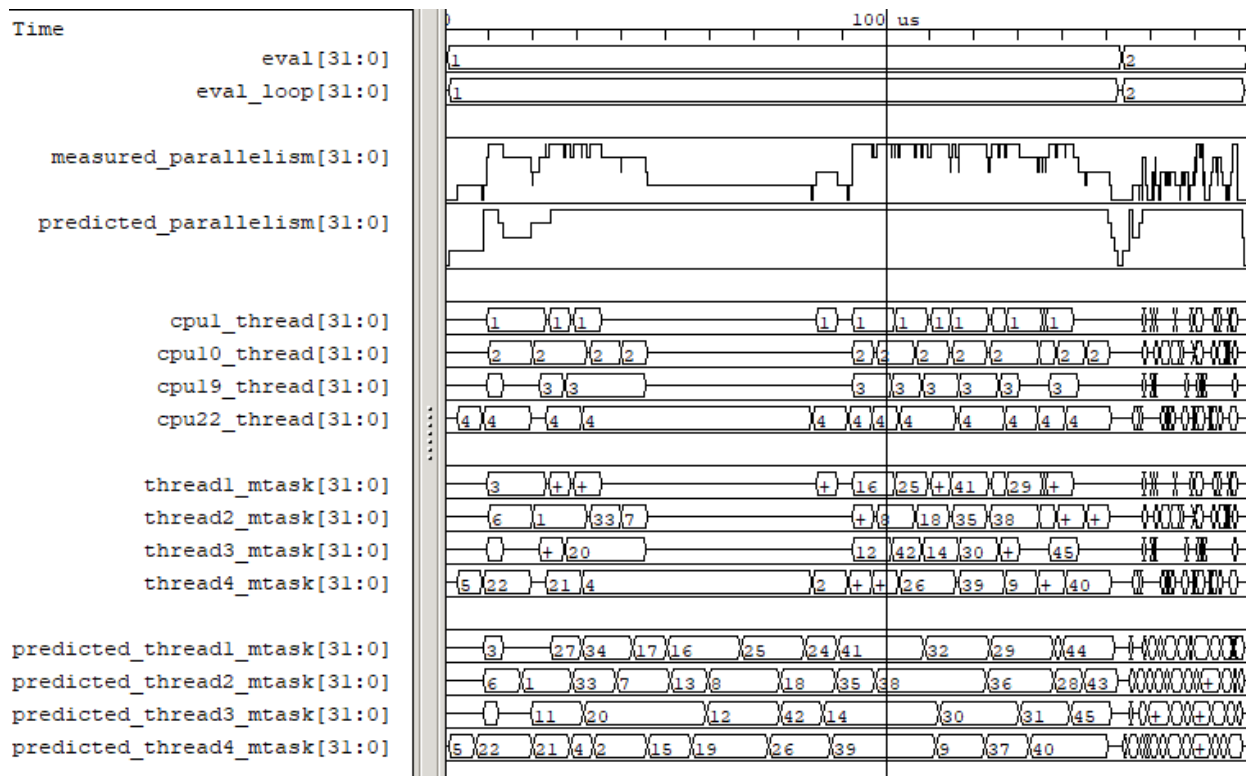 Time 0 100 us
eval[31:0] 1 2
eval_loop[31:0] 1 2
measured_parallelism[31:0]
predicted_parallelism[31:0]
cpu1_thread[31:0] 1 1 1 1 1 1 1 1 1 1
cpu10_thread[31:0] 2 2 2 2 2 2 2 2 2 2 2
cpu19_thread[31:0] 3 3 3 3 3 3 3 3
cpu22_thread[31:0] 4 4 4 4 4 4 4 4 4 4 4 4
thread1_mtask[31:0] 3 + + + 16 25 + 41 29 +
thread2_mtask[31:0] 6 1 33 7 + 8 18 35 38 + +
thread3_mtask[31:0] + 20 12 42 14 30 + 45
thread4_mtask[31:0] 5 22 21 4 2 + + 26 39 9 + 40
predicted_thread1_mtask[31:0] 3 27 34 17 16 25 24 41 32 29 44
predicted_thread2_mtask[31:0] 6 1 33 7 13 8 18 35 38 36 28 43 +
predicted_thread3_mtask[31:0] 11 20 12 42 14 30 31 45 + +
predicted_thread4_mtask[31:0] 5 22 21 4 2 15 19 26 39 9 37 40 +